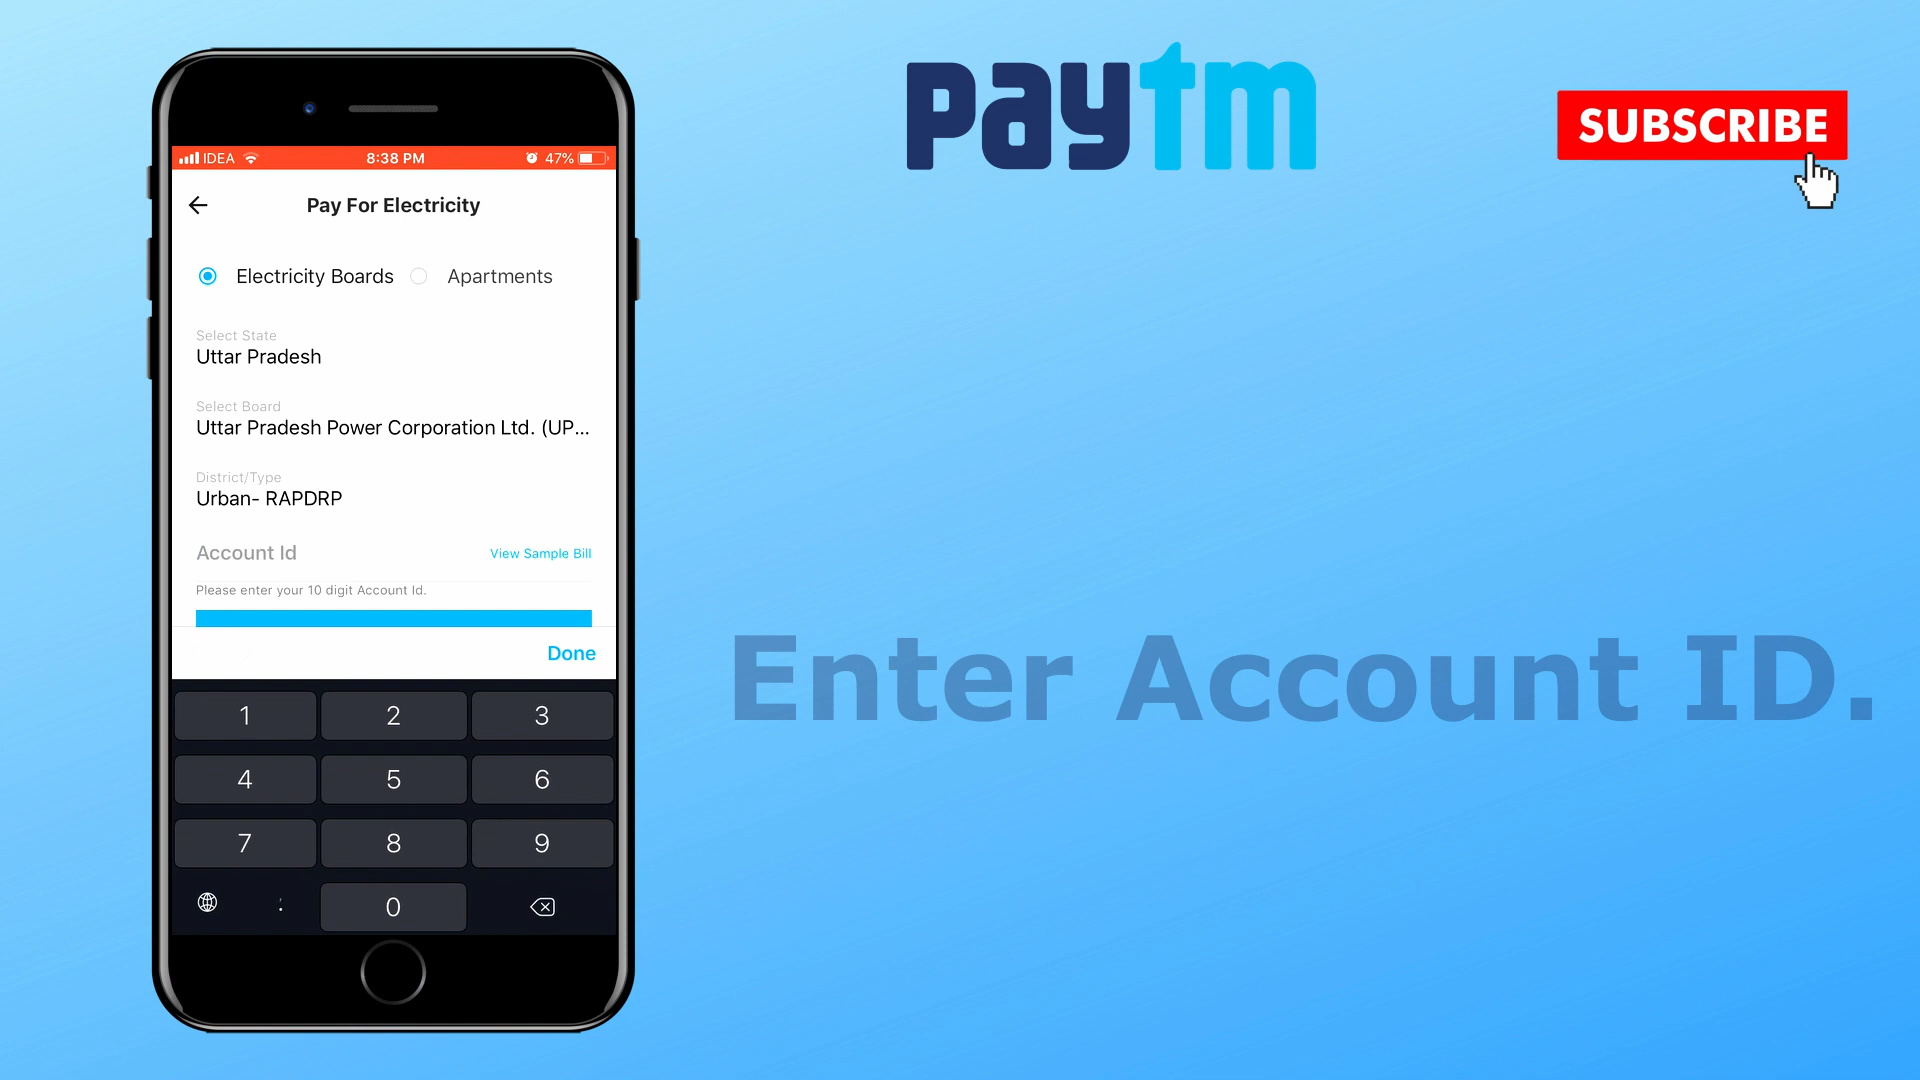 paytm
SUBSCRIBE
IDEA 8:38 PM 47%
Pay For Electricity
Electricity Boards Apartments
Select State
Uttar Pradesh
Select Board
Uttar Pradesh Power Corporation Ltd. (UP...
District/Type
Urban- RAPDRP
Account Id View Sample Bill
Please enter your 10 digit Account Id.
Done
Enter Account ID.
1 2 3
4 5 6
7 8 9
0